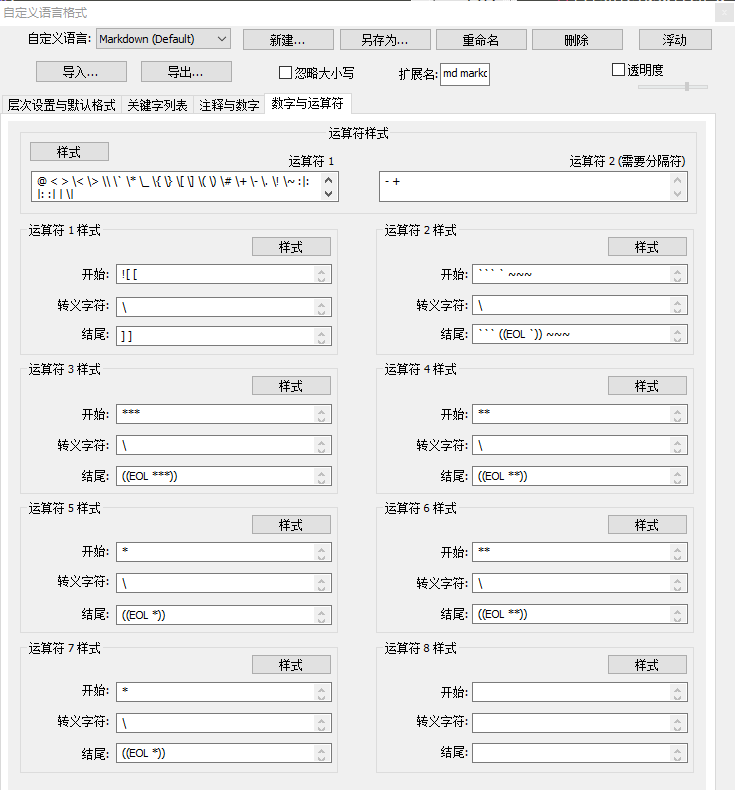 自定义语言格式
自定义语言: Markdown (Default) 新建... 另存为... 重命名 删除 浮动
导入... 导出... 忽略大小写 扩展名: md markc 透明度
层次设置与默认格式 关键字列表 注释与数字 数字与运算符
运算符样式
样式 运算符 1 运算符 2 (需要分隔符)
@ < > \< \> \\ \` \* \_ \{ \} \[ \] \( \) \# \+ \- \. \! \~ :|: - +
|: :| | \|
运算符 1 样式 运算符 2 样式
样式 样式
开始: ![ [ 开始: ``` ` ~~~
转义字符: \ 转义字符: \
结尾: ] ] 结尾: ``` ((EOL `)) ~~~
运算符 3 样式 运算符 4 样式
样式 样式
开始: *** 开始: **
转义字符: \ 转义字符: \
结尾: ((EOL ***)) 结尾: ((EOL **))
运算符 5 样式 运算符 6 样式
样式 样式
开始: * 开始: **
转义字符: \ 转义字符: \
结尾: ((EOL *)) 结尾: ((EOL **))
运算符 7 样式 运算符 8 样式
样式 样式
开始: * 开始:
转义字符: \ 转义字符:
结尾: ((EOL *)) 结尾: